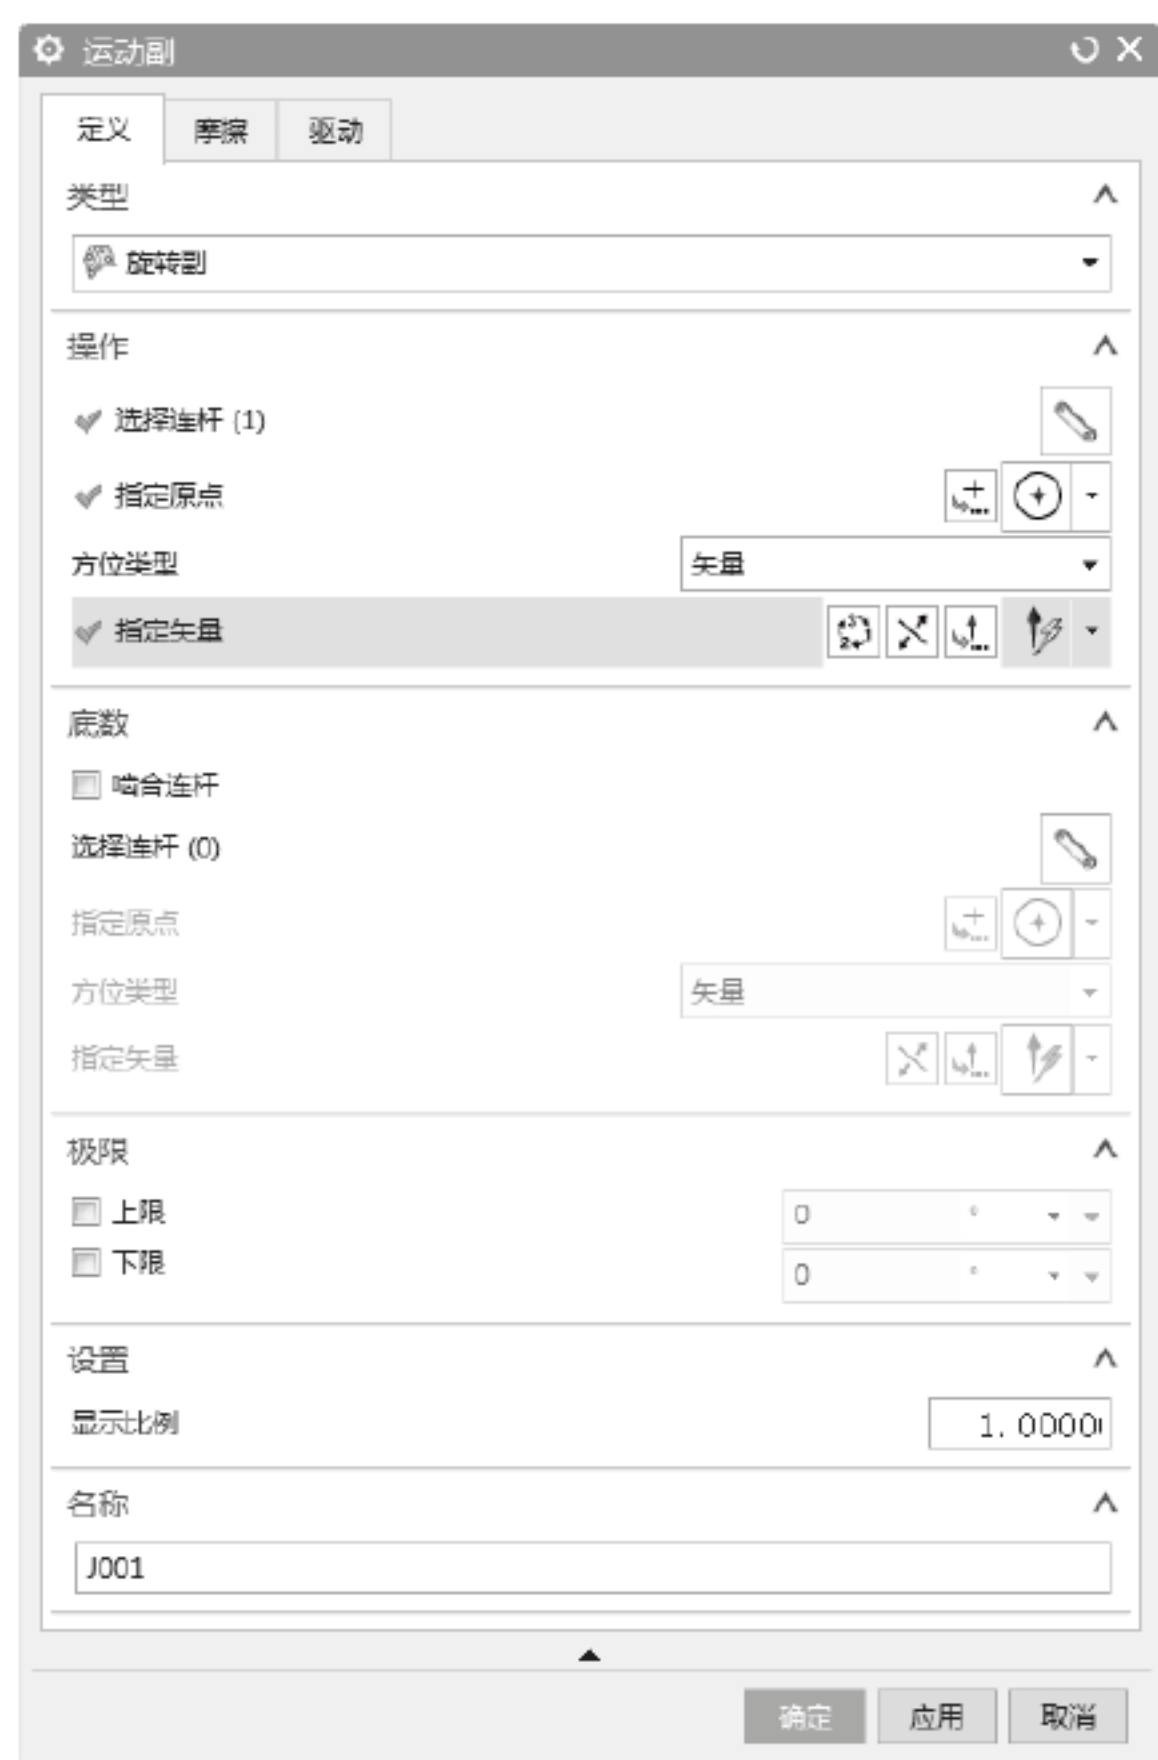 运动副
定义 摩擦 驱动
类型
旋转副
操作
选择连杆 (1)
指定原点
方位类型 矢量
指定矢量
底数
啮合连杆
选择连杆 (0)
指定原点
方位类型 矢量
指定矢量
极限
上限 0 °
下限 0 °
设置
显示比例 1.0000
名称
J001
确定 应用 取消